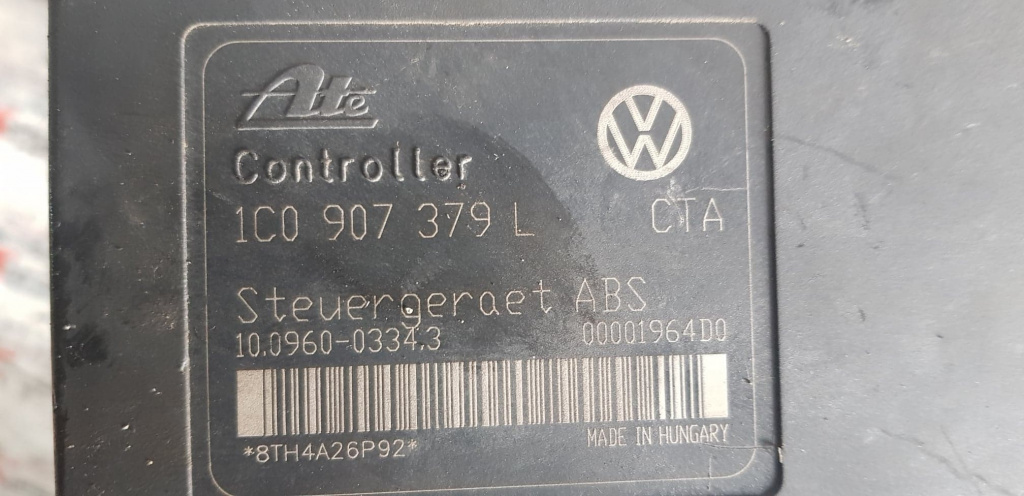 Ate
Controller
1C0 907 379 L CTA
Steuergeraet ABS
10.0960-0334.3 00001964D0
*8TH4A26P92* MADE IN HUNGARY